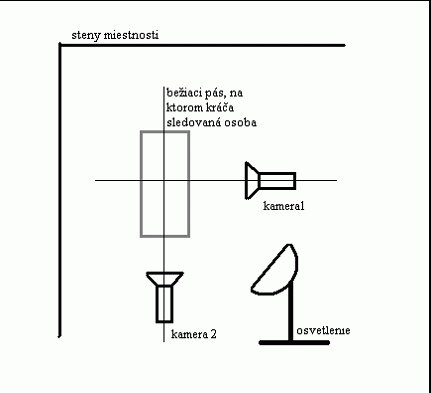 steny miestnosti
bežiaci pás, na
ktorom kráča
sledovaná osoba
kamera1
kamera 2
osvetlenie